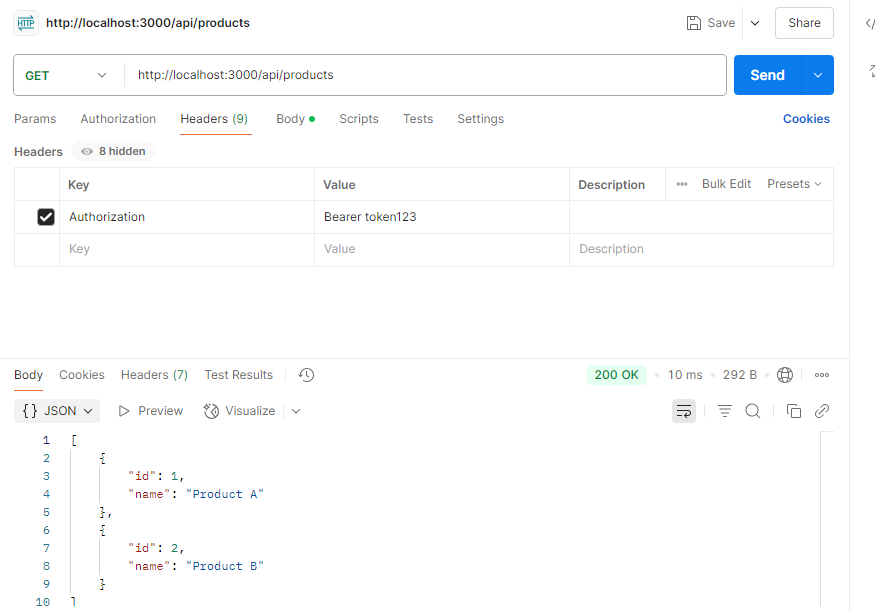 HTTP http://localhost:3000/api/products Save Share
GET http://localhost:3000/api/products Send
Params Authorization Headers (9) Body Scripts Tests Settings Cookies
Headers 8 hidden
Key Value Description ••• Bulk Edit Presets
Authorization Bearer token123
Key Value Description
Body Cookies Headers (7) Test Results 200 OK • 10 ms • 292 B •
{} JSON Preview Visualize
1 [
2 {
3 "id": 1,
4 "name": "Product A"
5 },
6 {
7 "id": 2,
8 "name": "Product B"
9 }
10 ]